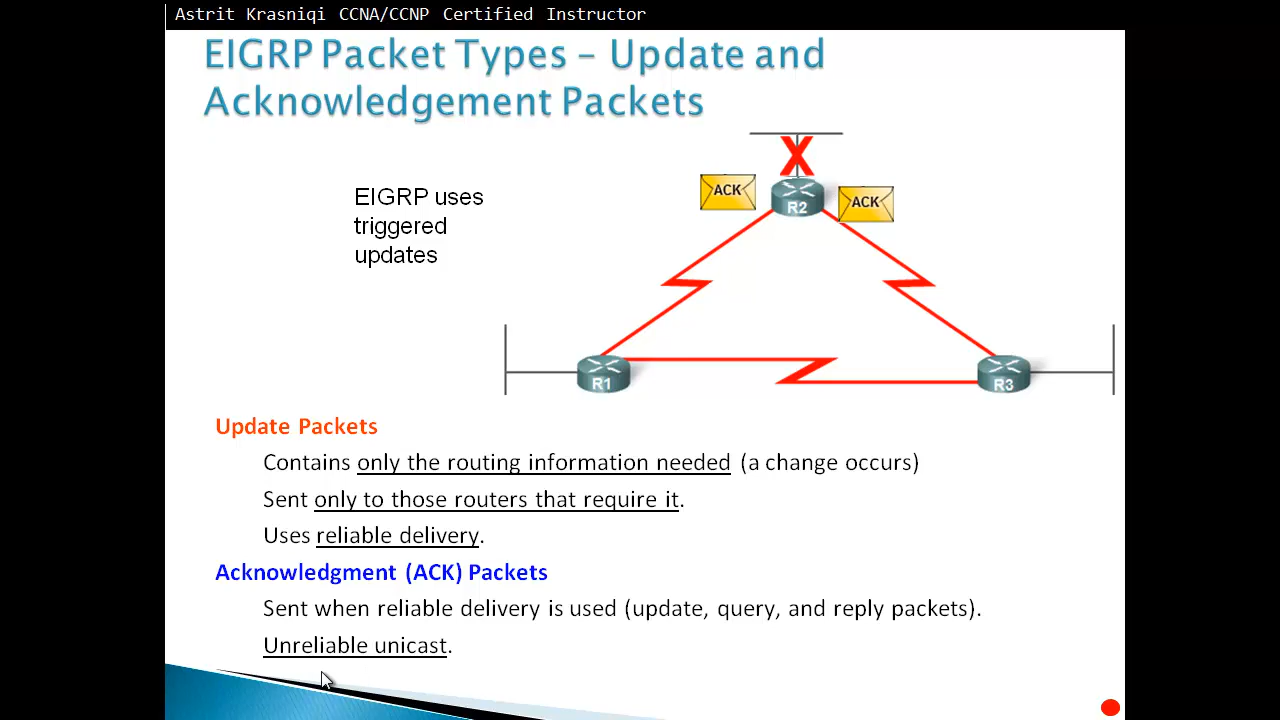 Astrit Krasniqi CCNA/CCNP Certified Instructor
EIGRP Packet Types – Update and
Acknowledgement Packets
EIGRP uses
triggered
updates
ACK
R2
ACK
R1
R3
Update Packets
Contains only the routing information needed (a change occurs)
Sent only to those routers that require it.
Uses reliable delivery.
Acknowledgment (ACK) Packets
Sent when reliable delivery is used (update, query, and reply packets).
Unreliable unicast.